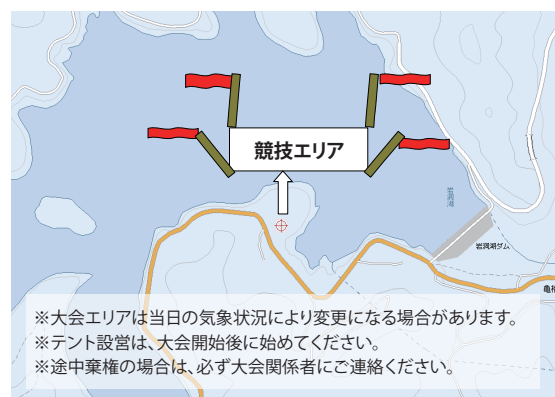 競技エリア
岩洞湖
岩洞湖ダム
※大会エリアは当日の気象状況により変更になる場合があります。
※テント設営は、大会開始後に始めてください。
※途中棄権の場合は、必ず大会関係者にご連絡ください。